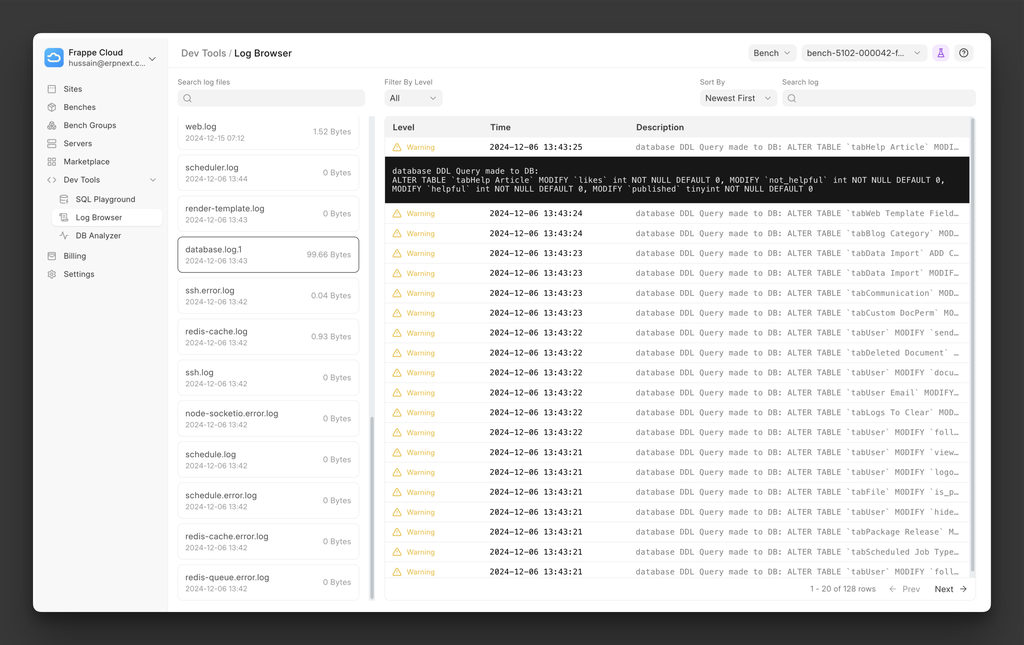 Frappe Cloud
hussain@erpnext.c...
Sites
Benches
Bench Groups
Servers
Marketplace
Dev Tools
SQL Playground
Log Browser
DB Analyzer
Billing
Settings
Dev Tools / Log Browser
Bench
bench-5102-000042-f...
Search log files
web.log
2024-12-15 07:12
1.52 Bytes
scheduler.log
2024-12-06 13:44
0 Bytes
render-template.log
2024-12-06 13:43
0 Bytes
database.log.1
2024-12-06 13:43
99.66 Bytes
ssh.error.log
2024-12-06 13:42
0.04 Bytes
redis-cache.log
2024-12-06 13:42
0.93 Bytes
ssh.log
2024-12-06 13:42
0 Bytes
node-socketio.error.log
2024-12-06 13:42
0 Bytes
schedule.log
2024-12-06 13:42
0 Bytes
schedule.error.log
2024-12-06 13:42
0 Bytes
redis-cache.error.log
2024-12-06 13:42
0 Bytes
redis-queue.error.log
2024-12-06 13:42
0 Bytes
Filter By Level
All
Sort By
Newest First
Search log
Level Time Description
Warning 2024-12-06 13:43:25 database DDL Query made to DB: ALTER TABLE `tabHelp Article` MODI…
database DDL Query made to DB:
ALTER TABLE `tabHelp Article` MODIFY `likes` int NOT NULL DEFAULT 0, MODIFY `not_helpful` int NOT NULL DEFAULT 0,
MODIFY `helpful` int NOT NULL DEFAULT 0, MODIFY `published` tinyint NOT NULL DEFAULT 0
Warning 2024-12-06 13:43:24 database DDL Query made to DB: ALTER TABLE `tabWeb Template Field…
Warning 2024-12-06 13:43:24 database DDL Query made to DB: ALTER TABLE `tabBlog Category` MOD…
Warning 2024-12-06 13:43:23 database DDL Query made to DB: ALTER TABLE `tabData Import` ADD C…
Warning 2024-12-06 13:43:23 database DDL Query made to DB: ALTER TABLE `tabData Import` MODIF…
Warning 2024-12-06 13:43:23 database DDL Query made to DB: ALTER TABLE `tabCommunication` MOD…
Warning 2024-12-06 13:43:23 database DDL Query made to DB: ALTER TABLE `tabCustom DocPerm` MO…
Warning 2024-12-06 13:43:22 database DDL Query made to DB: ALTER TABLE `tabUser` MODIFY `send…
Warning 2024-12-06 13:43:22 database DDL Query made to DB: ALTER TABLE `tabDeleted Document` …
Warning 2024-12-06 13:43:22 database DDL Query made to DB: ALTER TABLE `tabUser` MODIFY `docu…
Warning 2024-12-06 13:43:22 database DDL Query made to DB: ALTER TABLE `tabUser Email` MODIFY…
Warning 2024-12-06 13:43:22 database DDL Query made to DB: ALTER TABLE `tabLogs To Clear` MOD…
Warning 2024-12-06 13:43:22 database DDL Query made to DB: ALTER TABLE `tabUser` MODIFY `foll…
Warning 2024-12-06 13:43:21 database DDL Query made to DB: ALTER TABLE `tabUser` MODIFY `view…
Warning 2024-12-06 13:43:21 database DDL Query made to DB: ALTER TABLE `tabUser` MODIFY `logo…
Warning 2024-12-06 13:43:21 database DDL Query made to DB: ALTER TABLE `tabFile` MODIFY `is_p…
Warning 2024-12-06 13:43:21 database DDL Query made to DB: ALTER TABLE `tabUser` MODIFY `hide…
Warning 2024-12-06 13:43:21 database DDL Query made to DB: ALTER TABLE `tabPackage Release` M…
Warning 2024-12-06 13:43:21 database DDL Query made to DB: ALTER TABLE `tabScheduled Job Type…
Warning 2024-12-06 13:43:21 database DDL Query made to DB: ALTER TABLE `tabUser` MODIFY `foll…
1 - 20 of 128 rows
Prev
Next